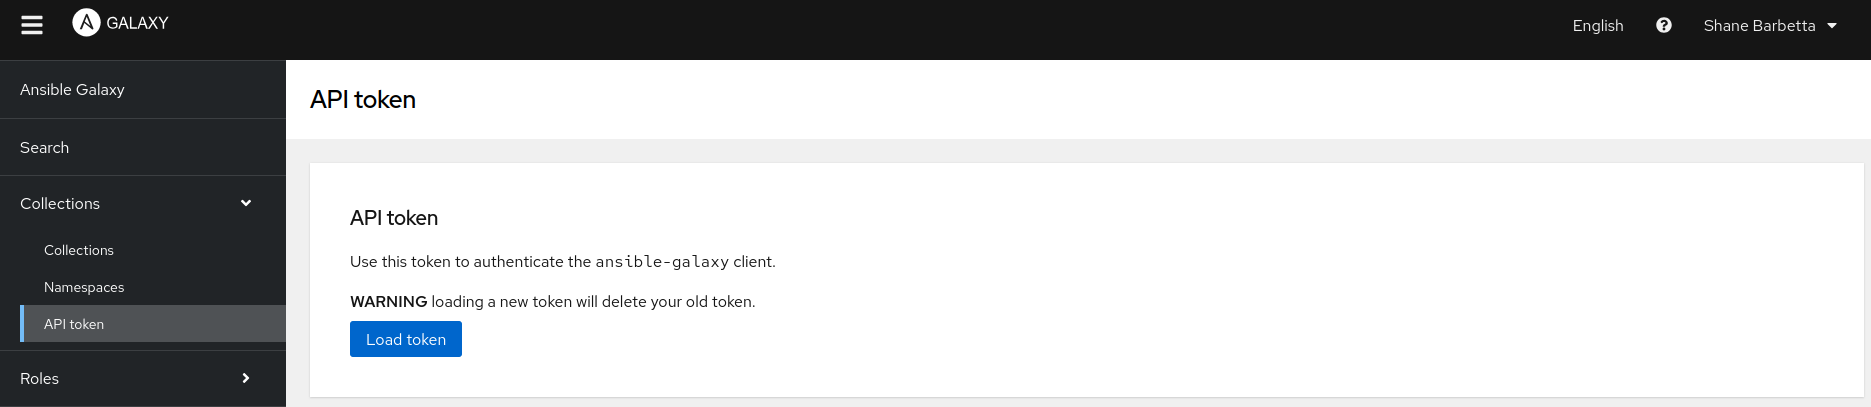 GALAXY
English
Shane Barbetta
Ansible Galaxy
Search
Collections
Collections
Namespaces
API token
Roles
API token
API token
Use this token to authenticate the ansible-galaxy client.
WARNING loading a new token will delete your old token.
Load token